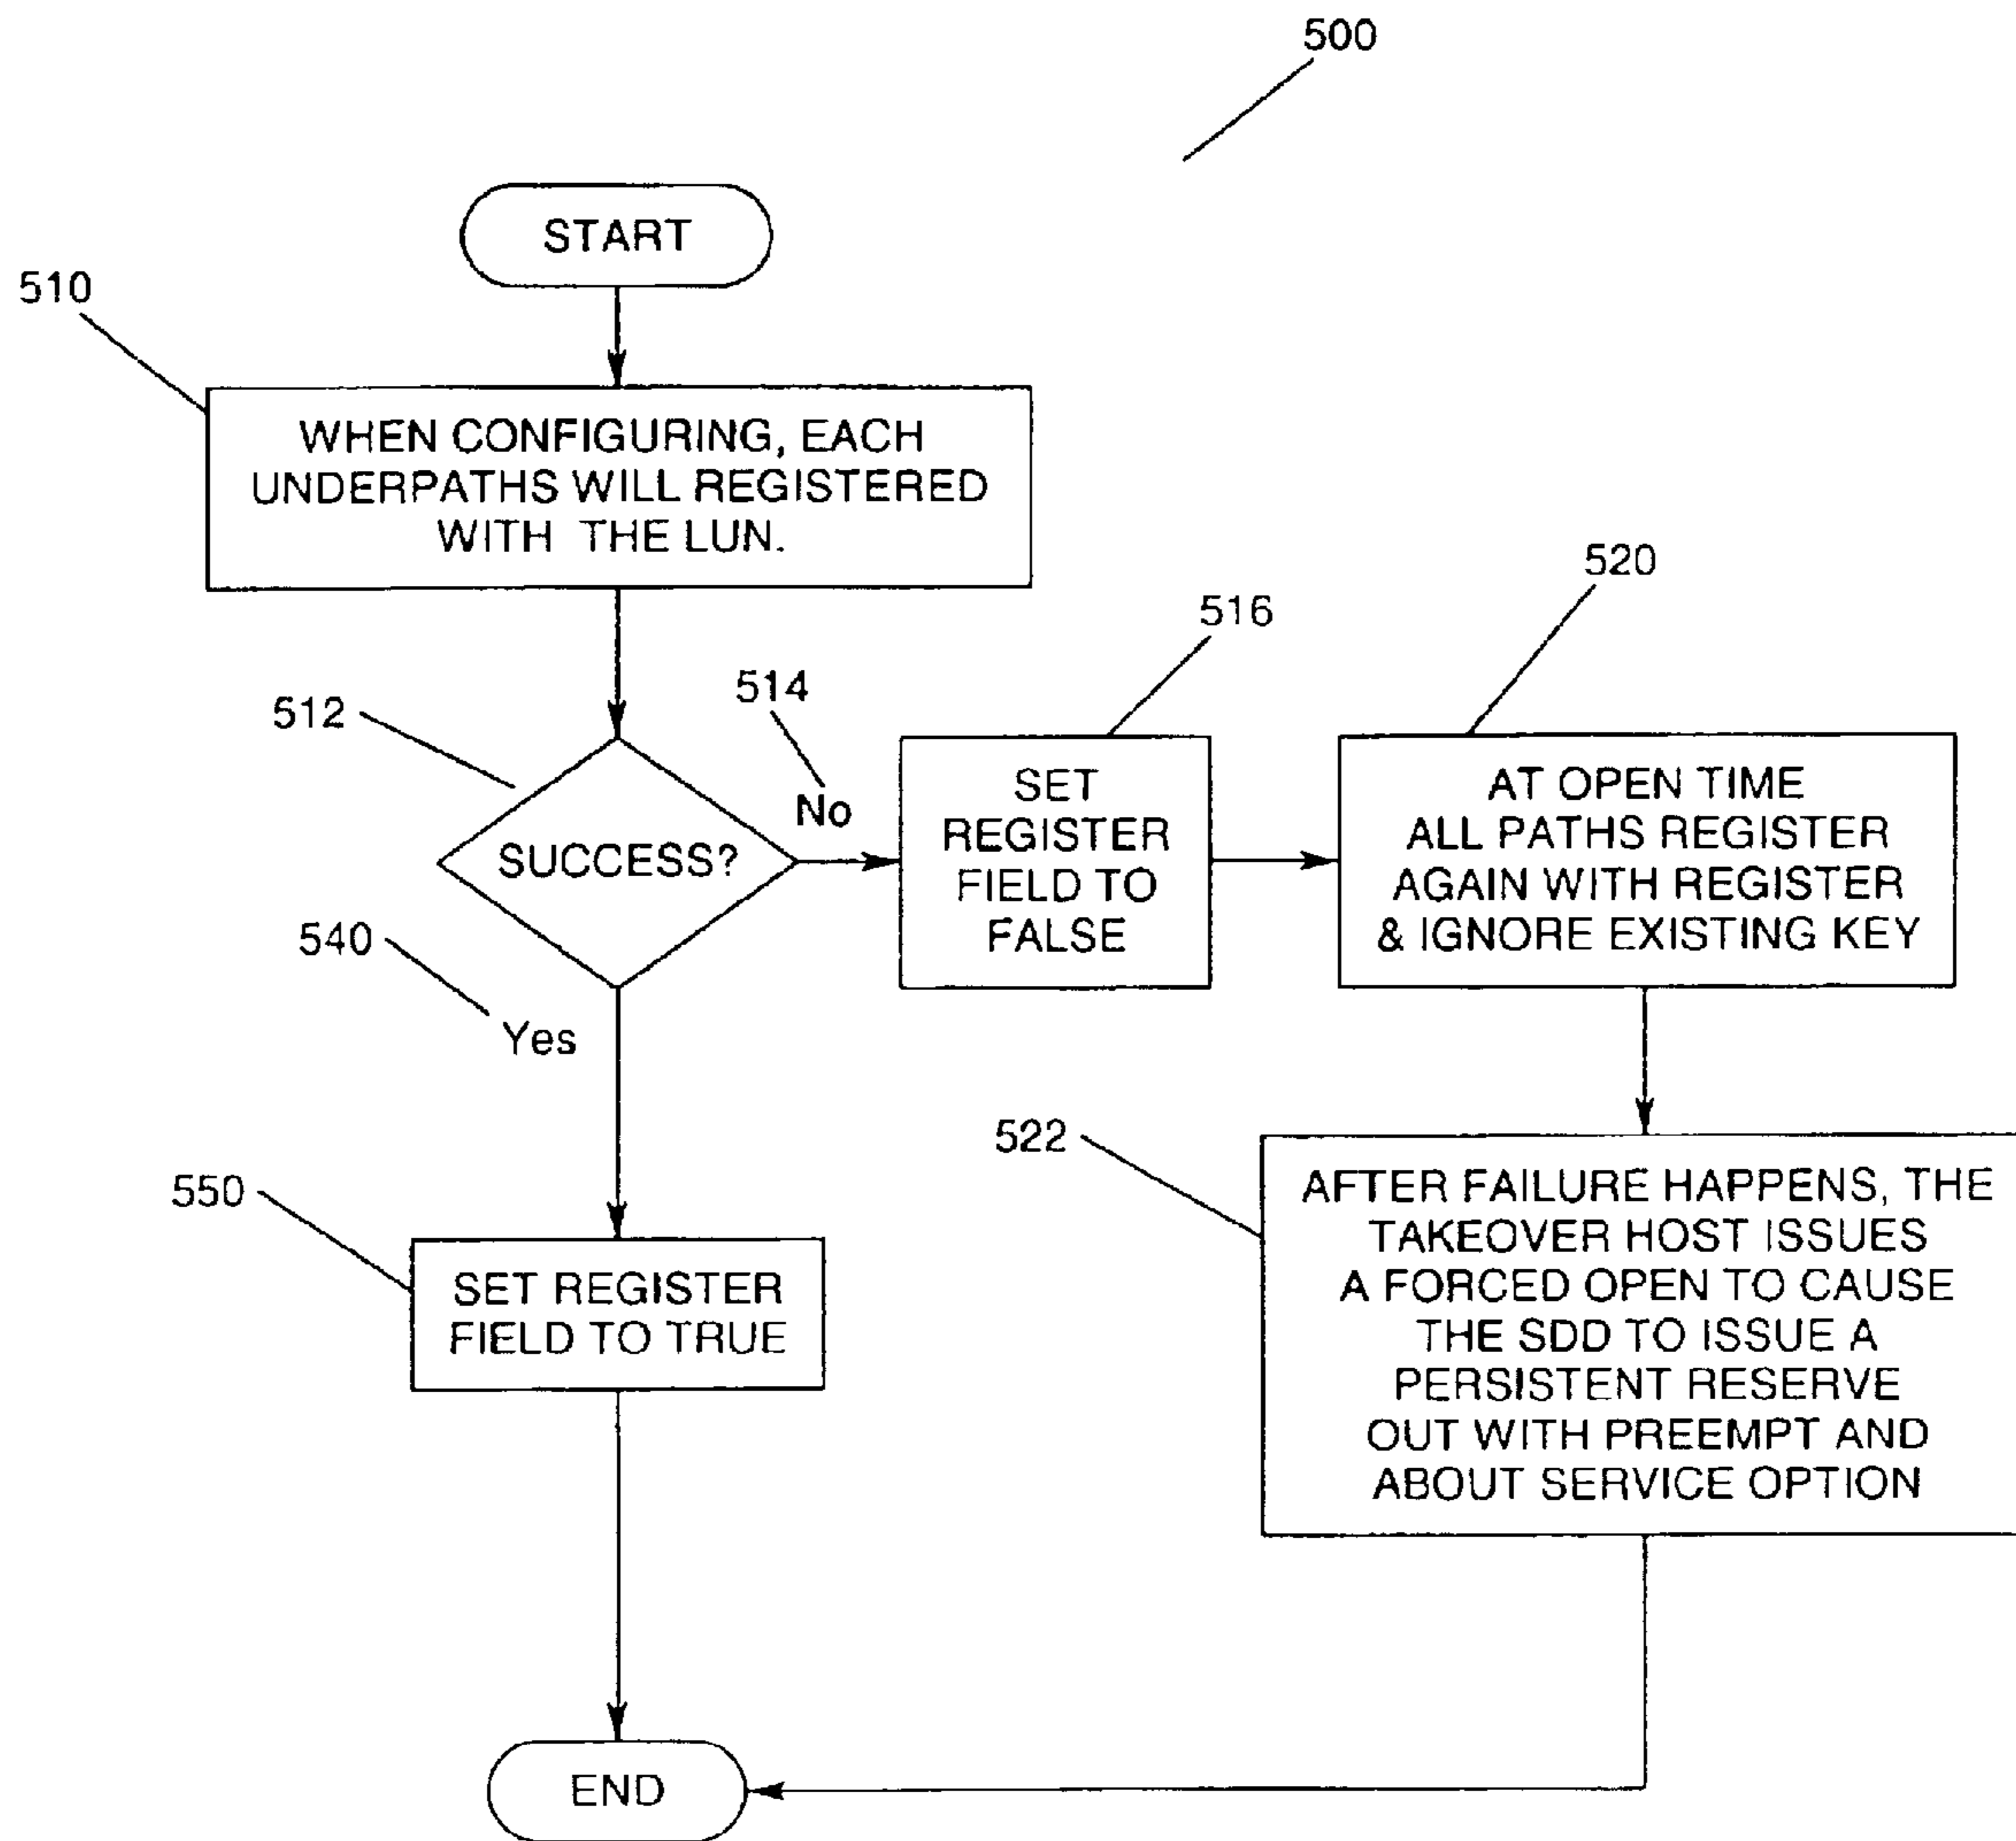 500
START
510
WHEN CONFIGURING, EACH
UNDERPATHS WILL REGISTERED
WITH THE LUN.
520
516
514
512
No
SET
REGISTER
FIELD TO
FALSE
AT OPEN TIME
ALL PATHS REGISTER
AGAIN WITH REGISTER
& IGNORE EXISTING KEY
SUCCESS?
540
Yes
522
AFTER FAILURE HAPPENS, THE
TAKEOVER HOST ISSUES
A FORCED OPEN TO CAUSE
THE SDD TO ISSUE A
PERSISTENT RESERVE
OUT WITH PREEMPT AND
ABOUT SERVICE OPTION
550
SET REGISTER
FIELD TO TRUE
END